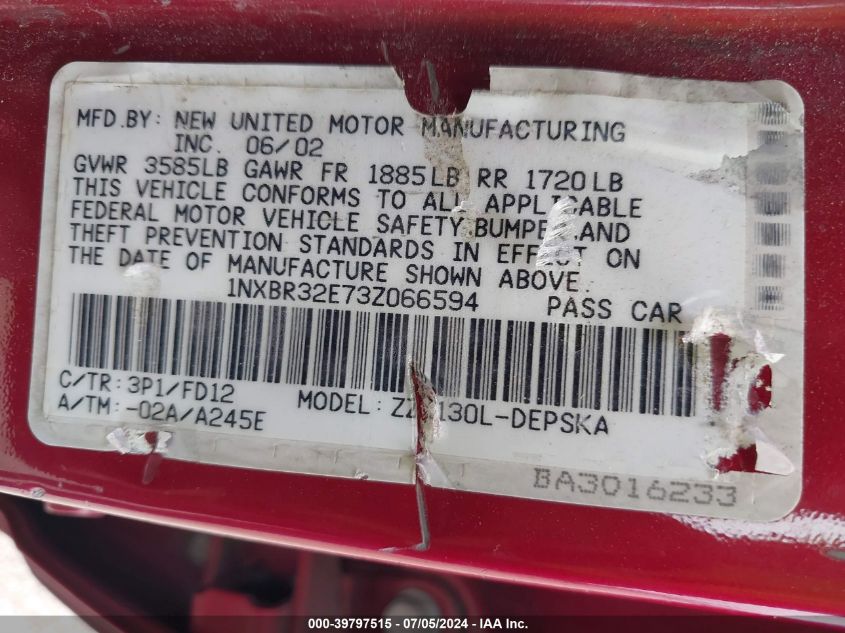 MFD.BY: NEW UNITED MOTOR MANUFACTURING
INC. 06/02
GVWR 3585LB GAWR FR 1885LB RR 1720LB
THIS VEHICLE CONFORMS TO ALL APPLICABLE
FEDERAL MOTOR VEHICLE SAFETY,BUMPER,AND
THEFT PREVENTION STANDARDS IN EFFECT ON
THE DATE OF MANUFACTURE SHOWN ABOVE.
1NXBR32E73Z066594 PASS CAR
C/TR: 3P1/FD12
A/TM: -02A/A245E MODEL:
BA3016233
000-39797515 / 07/05/2024 - IAA Inc.